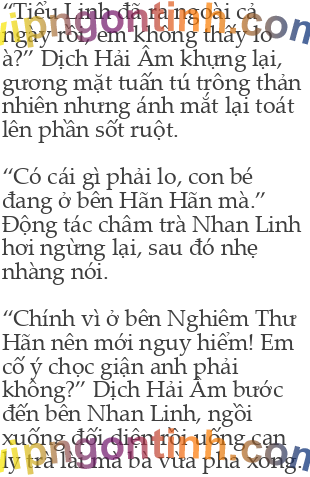 “Tiểu Linh đã ra ngoài cả
ngày rồi, em không thấy lo
à?” Dịch Hải Âm khựng lại,
gương mặt tuấn tú trông thản
nhiên nhưng ánh mắt lại toát
lên phần sốt ruột.
“Có cái gì phải lo, con bé
đang ở bên Hãn Hãn mà.”
Động tác châm trà Nhan Linh
hơi ngừng lại, sau đó nhẹ
nhàng nói.
“Chính vì ở bên Nghiêm Thư
Hãn nên mới nguy hiểm! Em
cố ý chọc giận anh phải
không?” Dịch Hải Âm bước
đến bên Nhan Linh, ngồi
xuống đối diện rồi uống cạn
ly trà lài mà bà vừa pha xong.
vipngontinh.com
vipngontinh.com